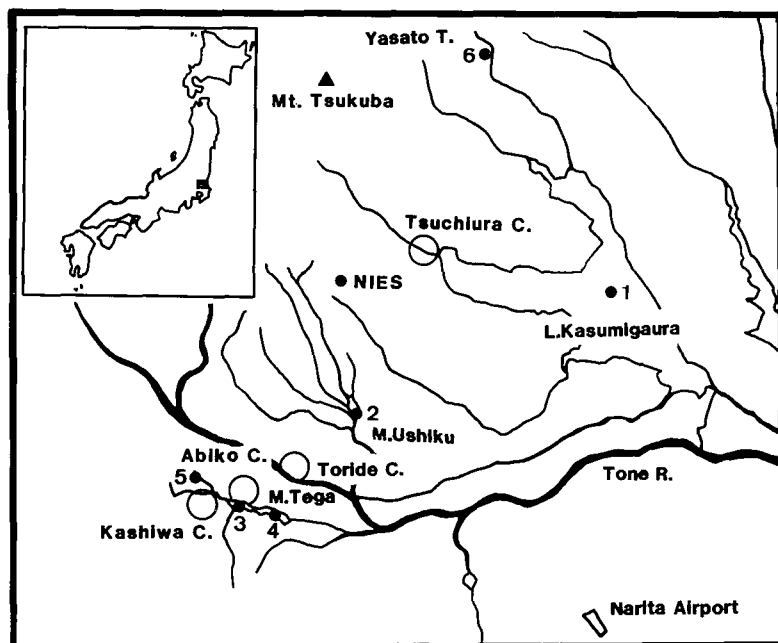 Yasato T.
6
Mt. Tsukuba
Tsuchiura C.
NIES
1
L.Kasumigaura
2
M.Ushiku
Abiko C.
Toride C.
5
M.Tega
Tone R.
Kashiwa C.
3
4
Narita Airport